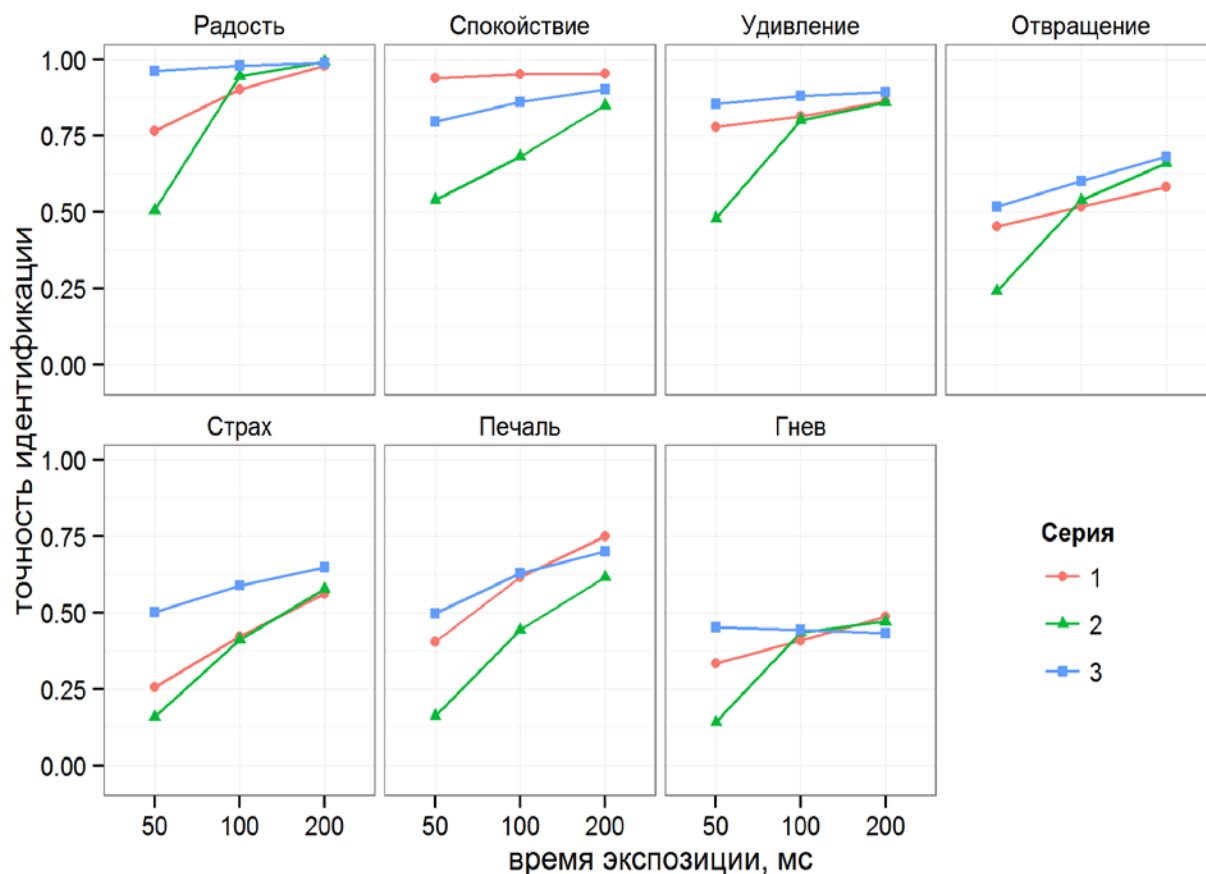 Радость Спокойствие Удивление Отвращение
1.00
0.75
0.50
0.25
0.00
Страх Печаль Гнев
1.00
0.75
0.50
0.25
0.00
точность идентификации
50 100 200 50 100 200 50 100 200
время экспозиции, мс
Серия
1
2
3